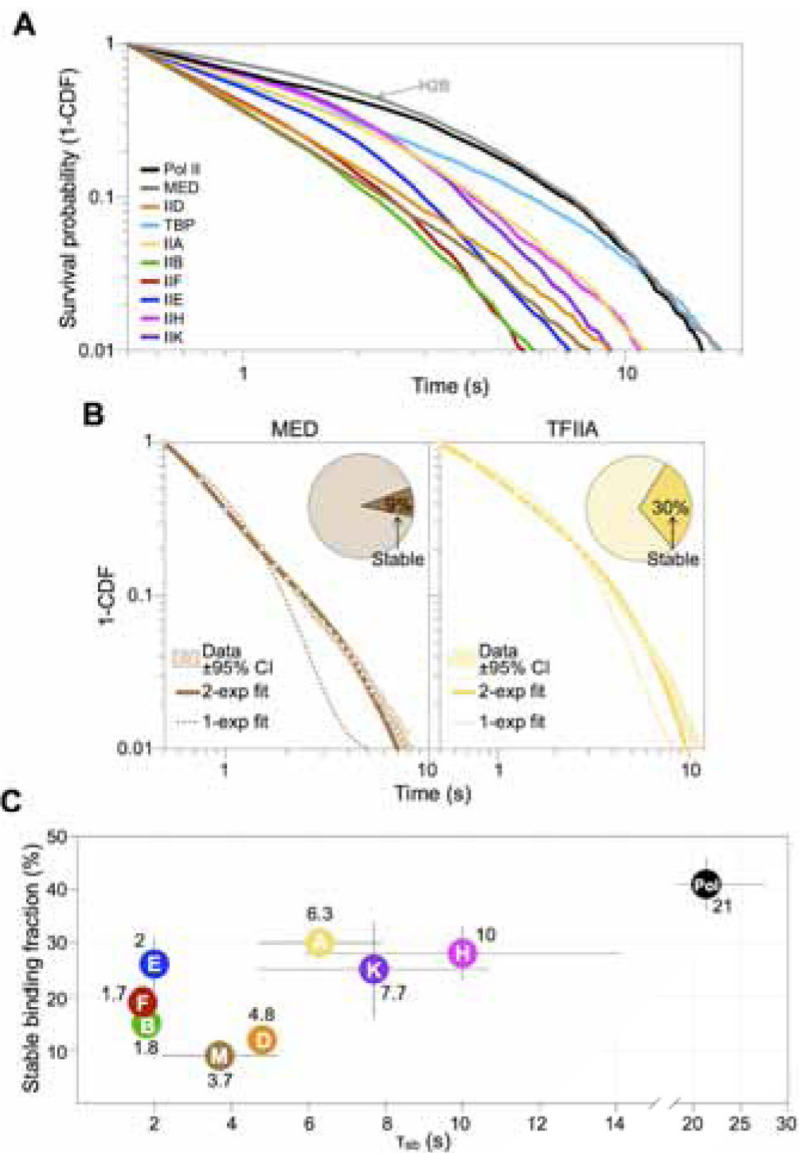 A
Survival probability (1-CDF)
1
0.1
0.01
H2B
Pol II
MED
IID
TBP
IIA
IIB
IIF
IIE
IIH
IIK
1
10
Time (s)
B
MED
TFIIA
1-CDF
1
0.1
0.01
9%
Stable
30%
Stable
Data
±95% CI
2-exp fit
1-exp fit
Data
±95% CI
2-exp fit
1-exp fit
1
10
1
10
Time (s)
C
Stable binding fraction (%)
50
40
30
20
10
Pol
21
6.3
A
10
H
2
E
K
7.7
1.7
F
B
1.8
4.8
D
M
3.7
2
4
6
8
10
12
14
20
25
30
τsb (s)